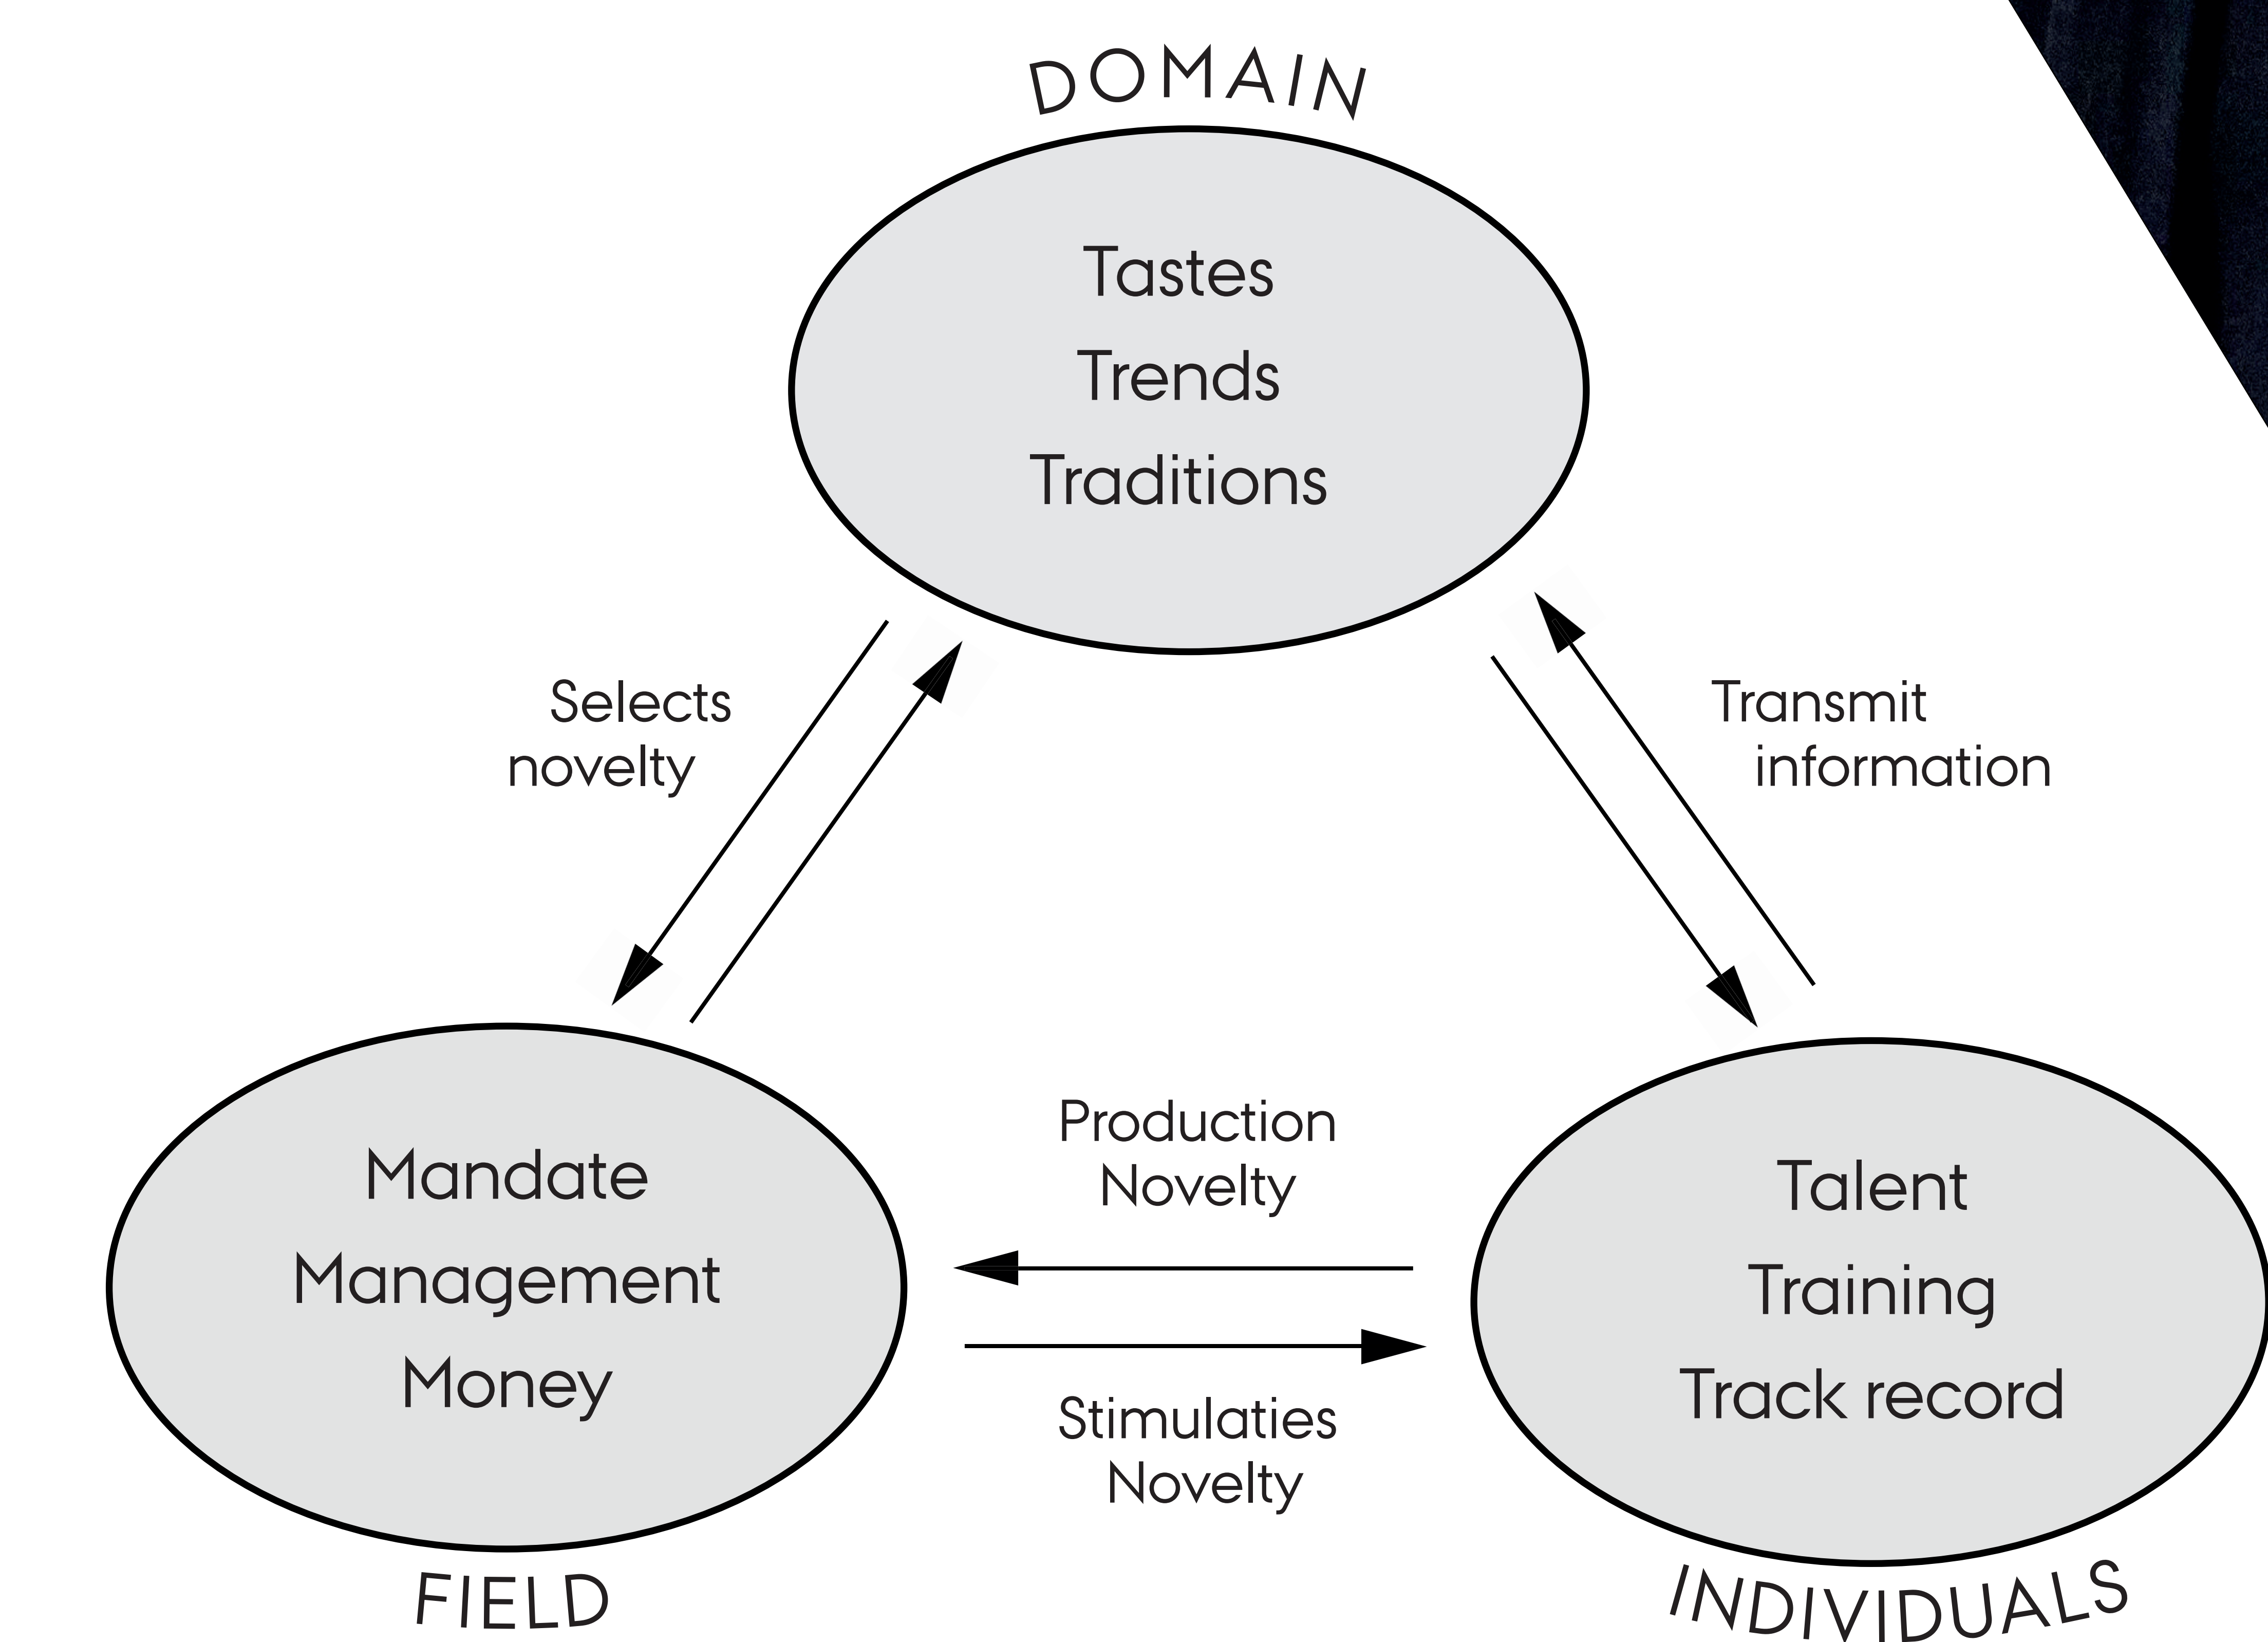 DOMAIN
Tastes
Trends
Traditions
Selects
novelty
Transmit
information
Mandate
Management
Money
Production
Novelty
Stimulaties
Novelty
Talent
Training
Track record
FIELD
INDIVIDUALS